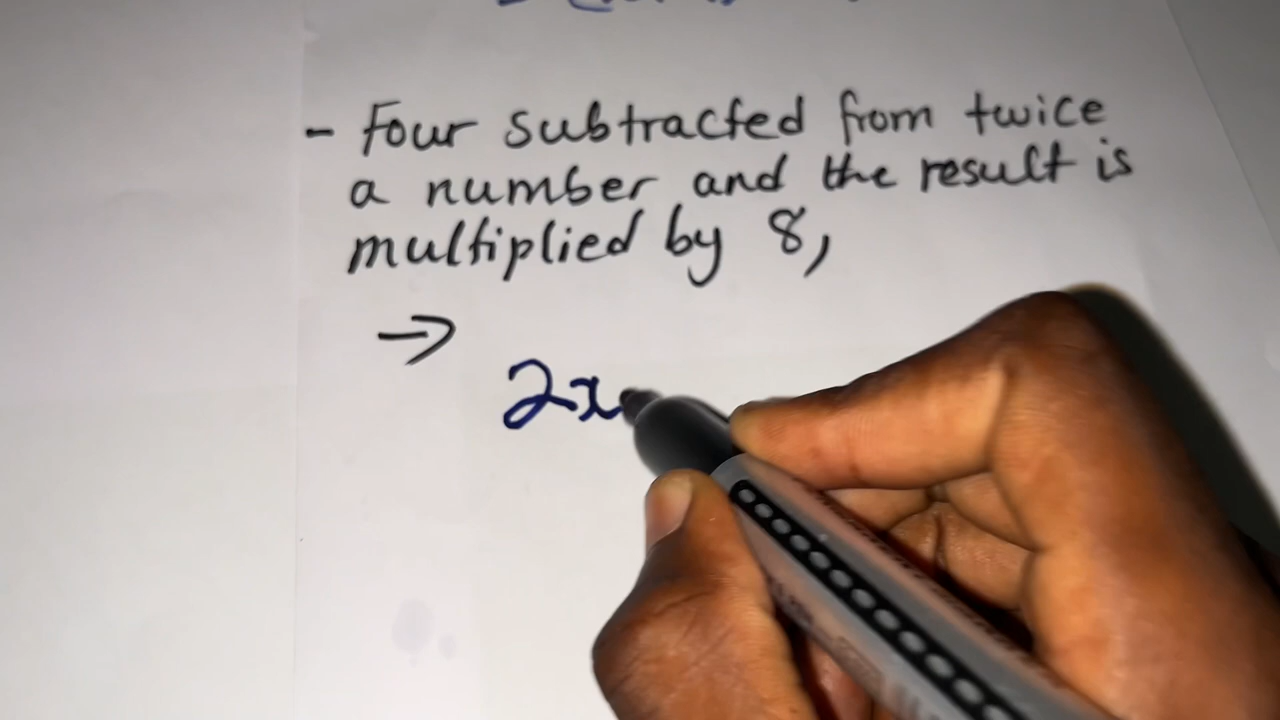 - Four subtracted from twice
a number and the result is
multiplied by 8,
→
2x